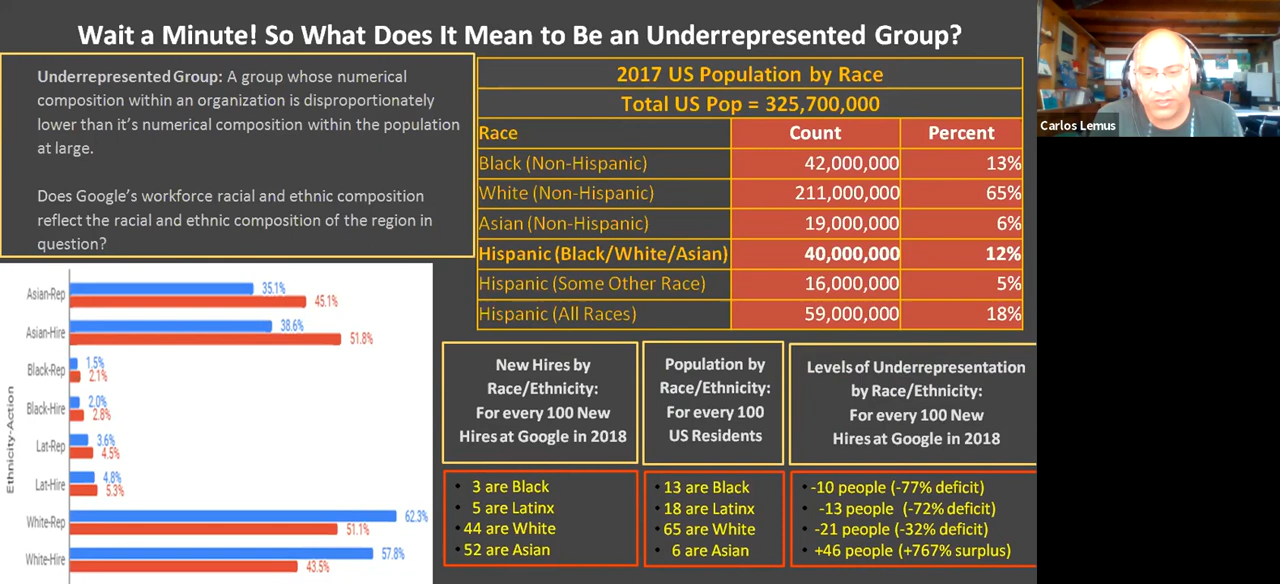 Wait a Minute! So What Does It Mean to Be an Underrepresented Group?
Underrepresented Group: A group whose numerical
composition within an organization is disproportionately
lower than it's numerical composition within the population
at large.
Does Google's workforce racial and ethnic composition
reflect the racial and ethnic composition of the region in
question?
2017 US Population by Race
Total US Pop = 325,700,000
Race Count Percent
Black (Non-Hispanic) 42,000,000 13%
White (Non-Hispanic) 211,000,000 65%
Asian (Non-Hispanic) 19,000,000 6%
Hispanic (Black/White/Asian) 40,000,000 12%
Hispanic (Some Other Race) 16,000,000 5%
Hispanic (All Races) 59,000,000 18%
Carlos Lemus
Ethnicity-Action
Asian-Rep 35.1%
45.1%
Asian-Hire 38.6%
51.8%
Black-Rep 1.5%
2.1%
Black-Hire 2.0%
2.8%
Lat-Rep 3.6%
4.5%
Lat-Hire 4.8%
5.3%
White-Rep 62.3%
51.1%
White-Hire 57.8%
43.5%
New Hires by
Race/Ethnicity:
For every 100 New
Hires at Google in 2018
3 are Black
5 are Latinx
44 are White
52 are Asian
Population by
Race/Ethnicity:
For every 100
US Residents
13 are Black
18 are Latinx
65 are White
6 are Asian
Levels of Underrepresentation
by Race/Ethnicity:
For every 100 New
Hires at Google in 2018
-10 people (-77% deficit)
-13 people (-72% deficit)
-21 people (-32% deficit)
+46 people (+767% surplus)